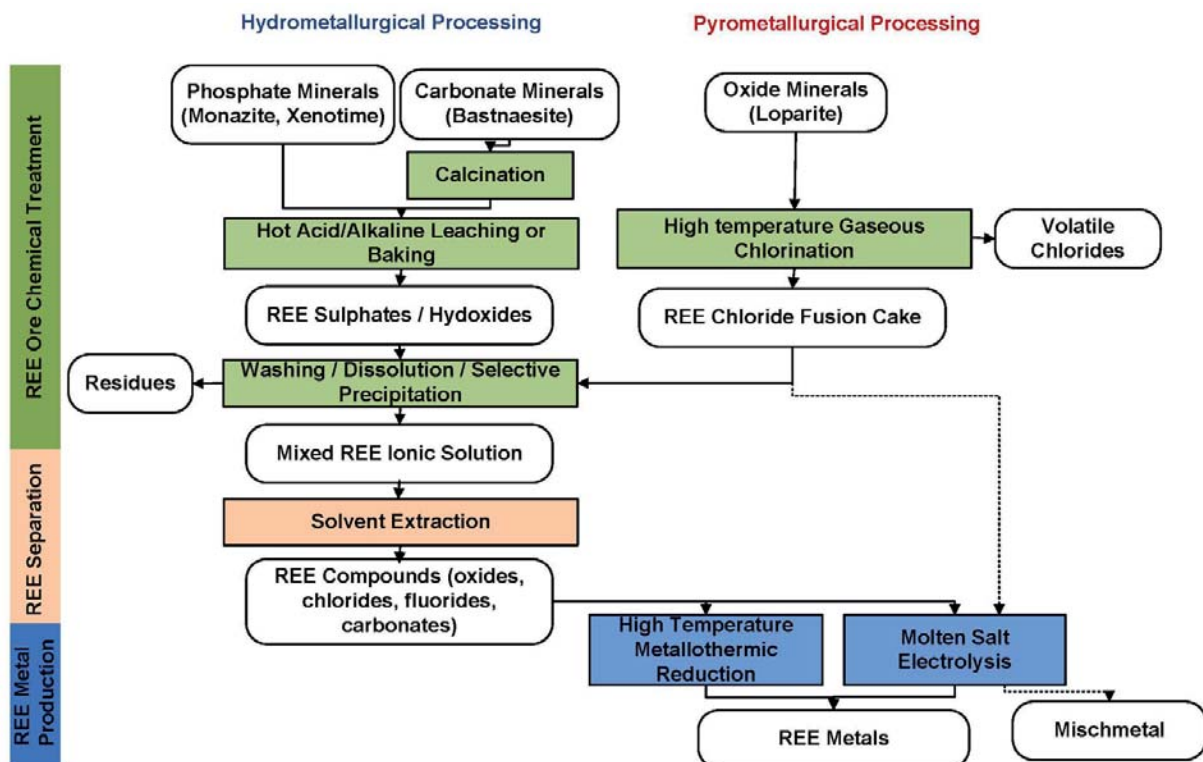 Hydrometallurgical Processing
Pyrometallurgical Processing
REE Ore Chemical Treatment
Phosphate Minerals
(Monazite, Xenotime)
Carbonate Minerals
(Bastnaesite)
Oxide Minerals
(Loparite)
Calcination
Hot Acid/Alkaline Leaching or
Baking
High temperature Gaseous
Chlorination
Volatile
Chlorides
REE Sulphates / Hydoxides
REE Chloride Fusion Cake
Residues
Washing / Dissolution / Selective
Precipitation
Mixed REE Ionic Solution
REE Separation
Solvent Extraction
REE Compounds (oxides,
chlorides, fluorides,
carbonates)
REE Metal
Production
High Temperature
Metallothermic
Reduction
Molten Salt
Electrolysis
REE Metals
Mischmetal